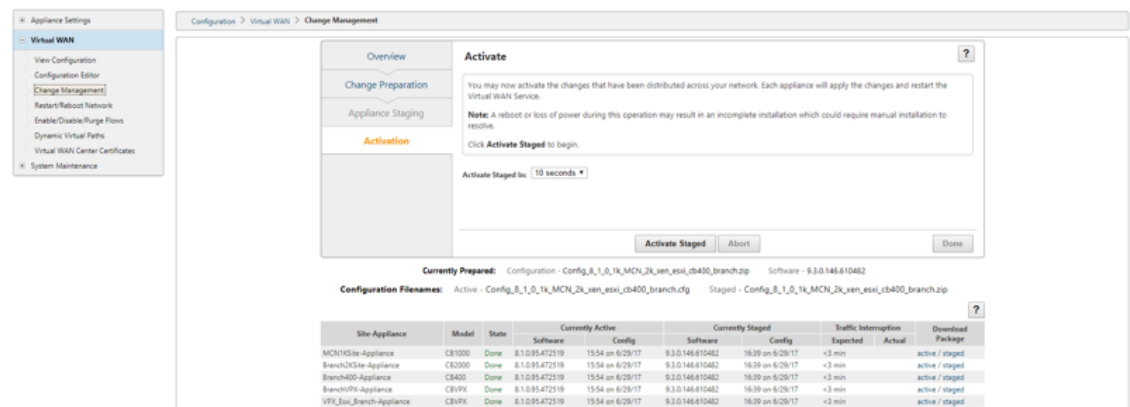 Appliance Settings
Virtual WAN
View Configuration
Configuration Editor
Change Management
Restart/Reboot Network
Enable/Disable/Purge Flows
Dynamic Virtual Paths
Virtual WAN Center Certificates
System Maintenance
Configuration > Virtual WAN > Change Management
Overview
Change Preparation
Appliance Staging
Activation
Activate
?
You may now activate the changes that have been distributed across your network. Each appliance will apply the changes and restart the
Virtual WAN Service.
Note: A reboot or loss of power during this operation may result in an incomplete installation which could require manual installation to
resolve.
Click Activate Staged to begin.
Activate Staged In: 10 seconds
Activate Staged Abort Done
Currently Prepared: Configuration - Config_8_1_0_1k_MCN_2k_xen_esxi_cb400_branch.zip Software - 9.3.0.146.610482
Configuration Filenames: Active - Config_8_1_0_1k_MCN_2k_xen_esxi_cb400_branch.cfg Staged - Config_8_1_0_1k_MCN_2k_xen_esxi_cb400_branch.zip
?
Site-Appliance Model State Currently Active Currently Staged Traffic Interruption Download Package
Software Config Software Config Expected Actual
MCN1KSite-Appliance CB1000 Done 8.1.0.95.472519 15:54 on 6/29/17 9.3.0.146.610482 16:39 on 6/29/17 <3 min active / staged
Branch2KSite-Appliance CB2000 Done 8.1.0.95.472519 15:54 on 6/29/17 9.3.0.146.610482 16:39 on 6/29/17 <3 min active / staged
Branch400-Appliance CB400 Done 8.1.0.95.472519 15:54 on 6/29/17 9.3.0.146.610482 16:39 on 6/29/17 <3 min active / staged
BranchVPX-Appliance CBVPX Done 8.1.0.95.472519 15:54 on 6/29/17 9.3.0.146.610482 16:39 on 6/29/17 <3 min active / staged
VPX_Esxi_Branch-Appliance CBVPX Done 8.1.0.95.472519 15:54 on 6/29/17 9.3.0.146.610482 16:39 on 6/29/17 <3 min active / staged